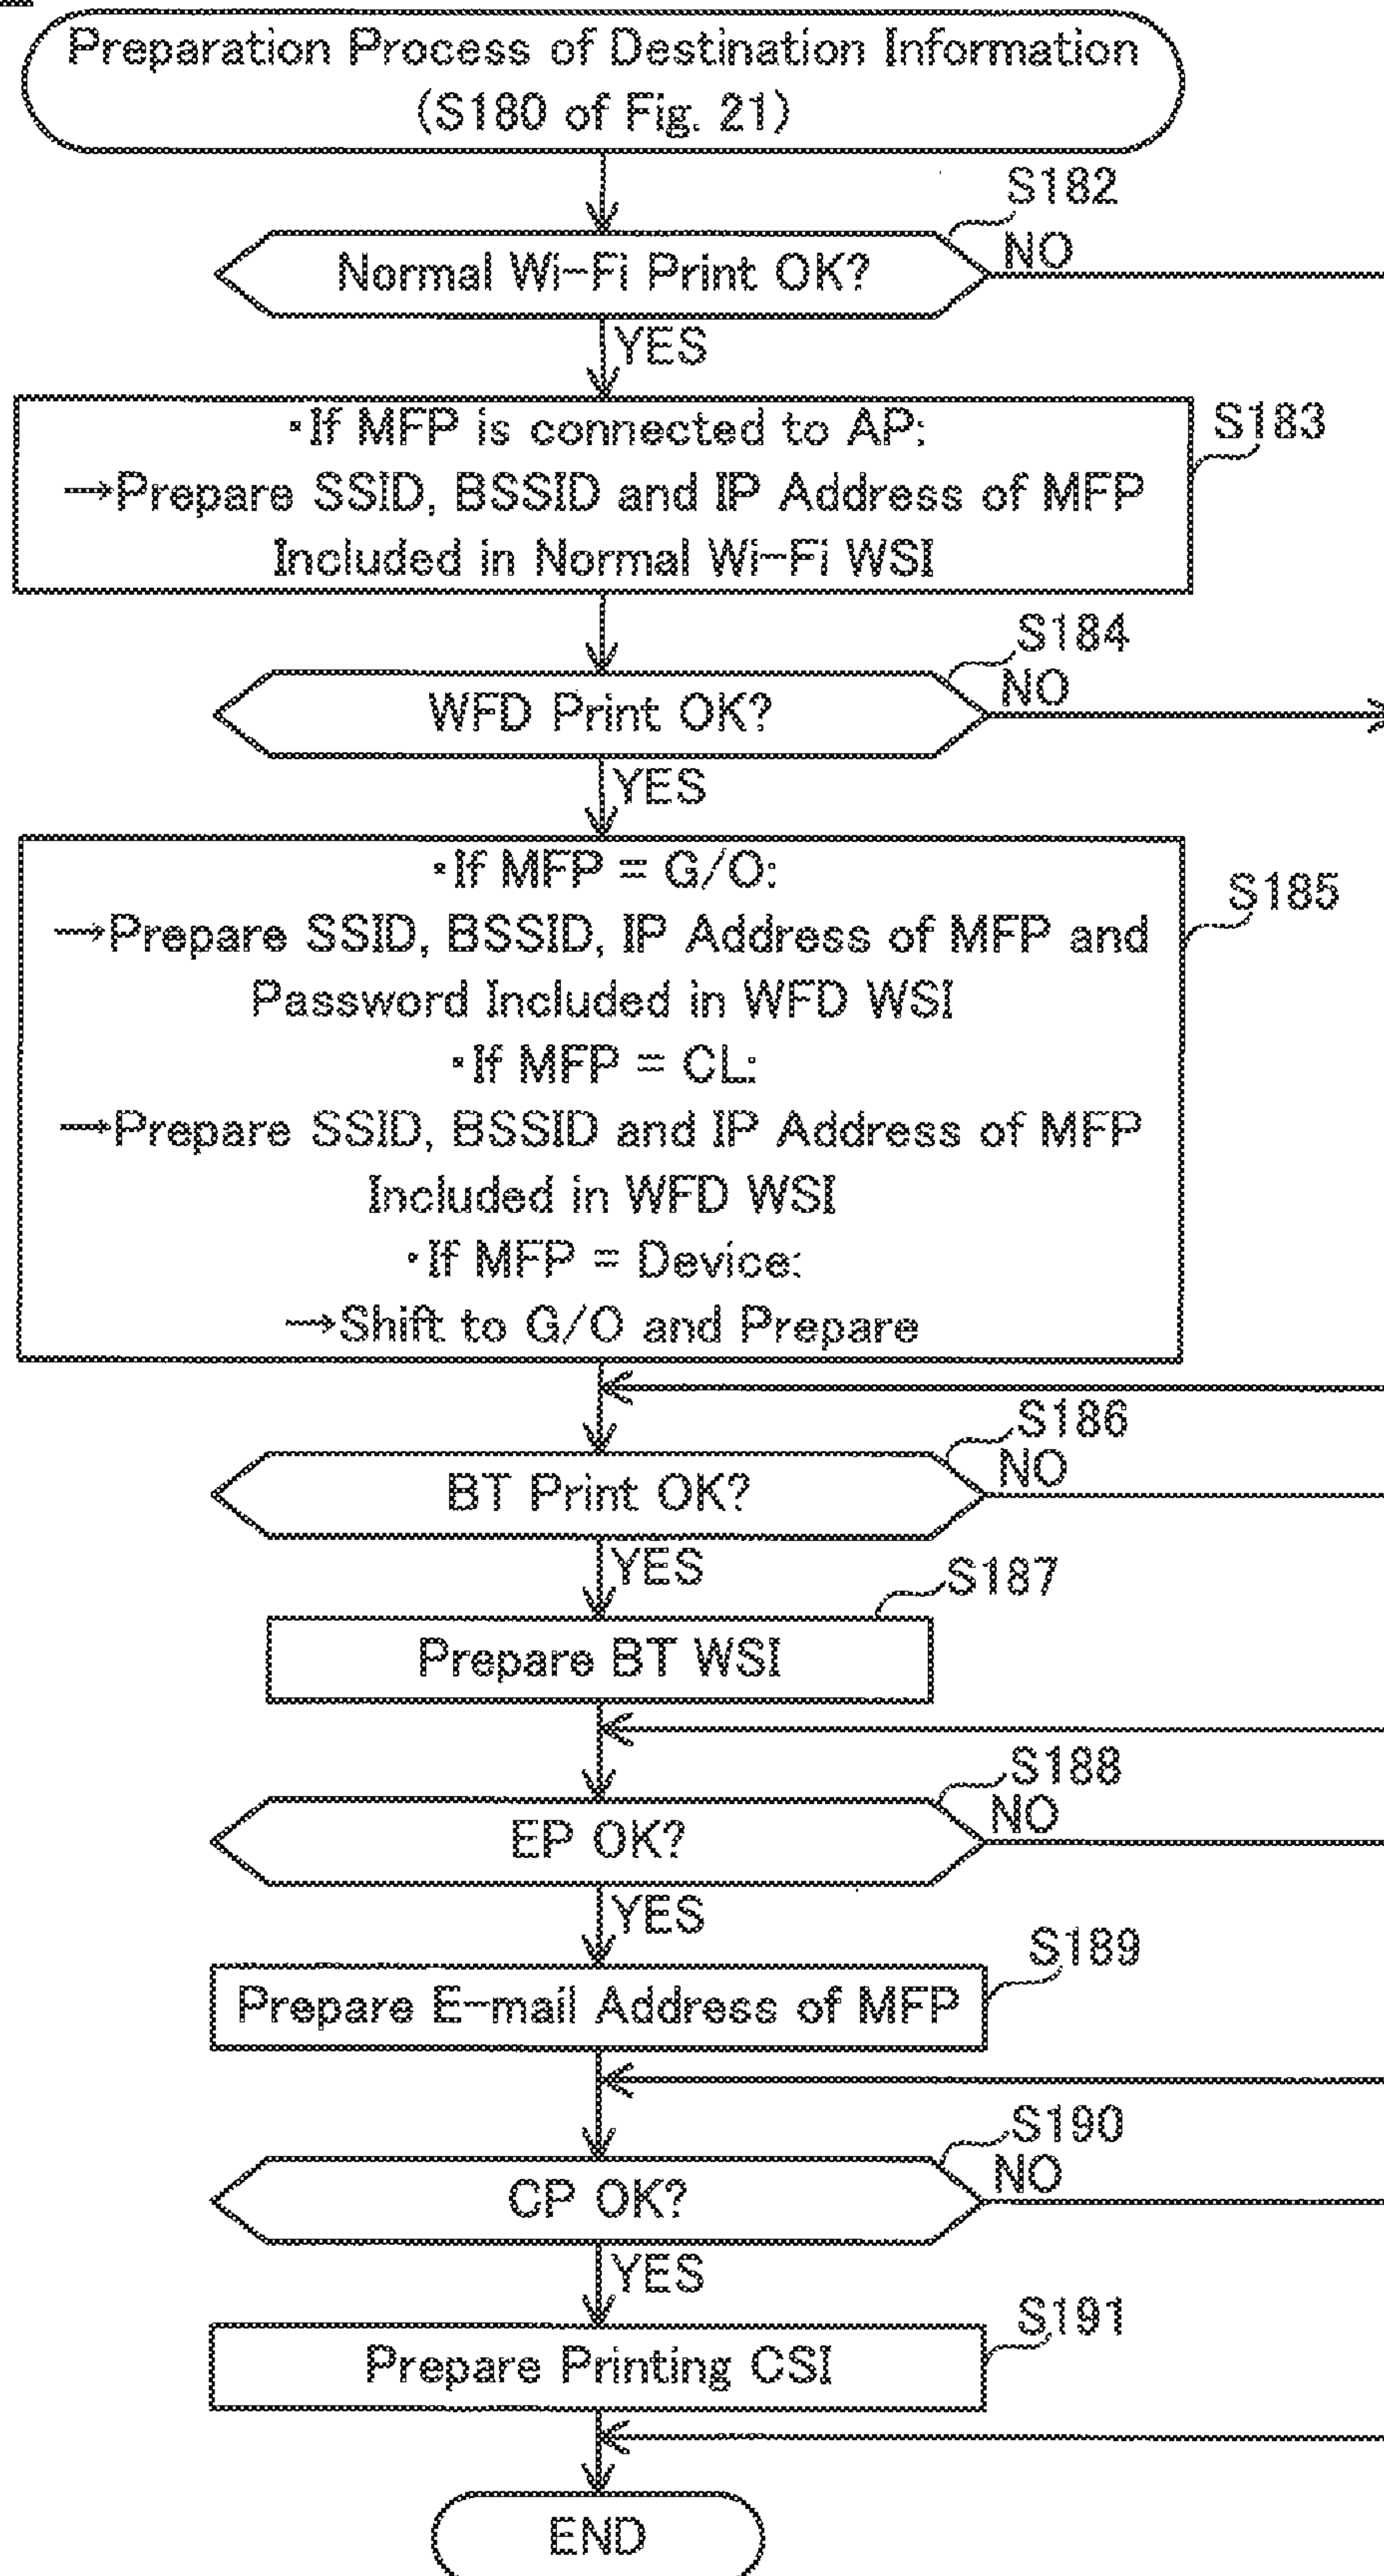 Preparation Process of Destination Information
(S180 of Fig. 21)
S182
Normal Wi-Fi Print OK?
NO
YES
･If MFP is connected to AP:
→Prepare SSID, BSSID and IP Address of MFP
Included in Normal Wi-Fi WSI
S183
S184
WFD Print OK?
NO
YES
･If MFP = G/O:
→Prepare SSID, BSSID, IP Address of MFP and
Password Included in WFD WSI
･If MFP = CL:
→Prepare SSID, BSSID and IP Address of MFP
Included in WFD WSI
･If MFP = Device:
→Shift to G/O and Prepare
S185
S186
BT Print OK?
NO
YES
S187
Prepare BT WSI
S188
EP OK?
NO
YES
S189
Prepare E-mail Address of MFP
S190
CP OK?
NO
YES
S191
Prepare Printing CSI
END